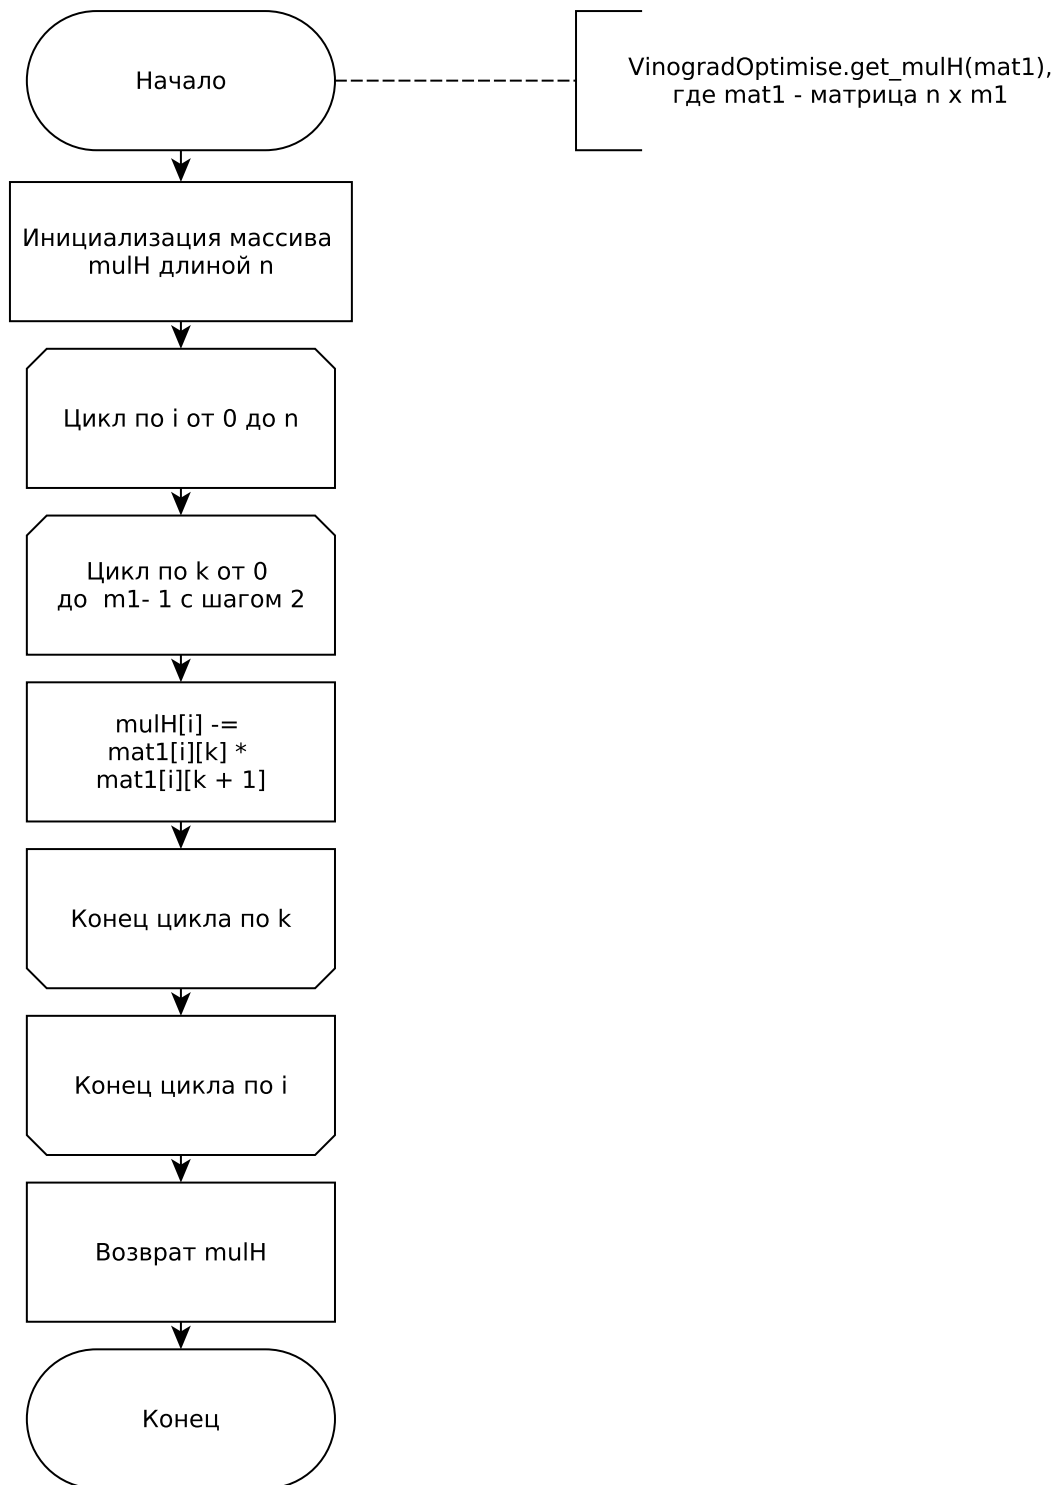 Начало
VinogradOptimise.get_mulH(mat1),
где mat1 - матрица n x m1
Инициализация массива
mulH длиной n
Цикл по i от 0 до n
Цикл по k от 0
до  m1- 1 с шагом 2
mulH[i] -=
mat1[i][k] *
mat1[i][k + 1]
Конец цикла по k
Конец цикла по i
Возврат mulH
Конец